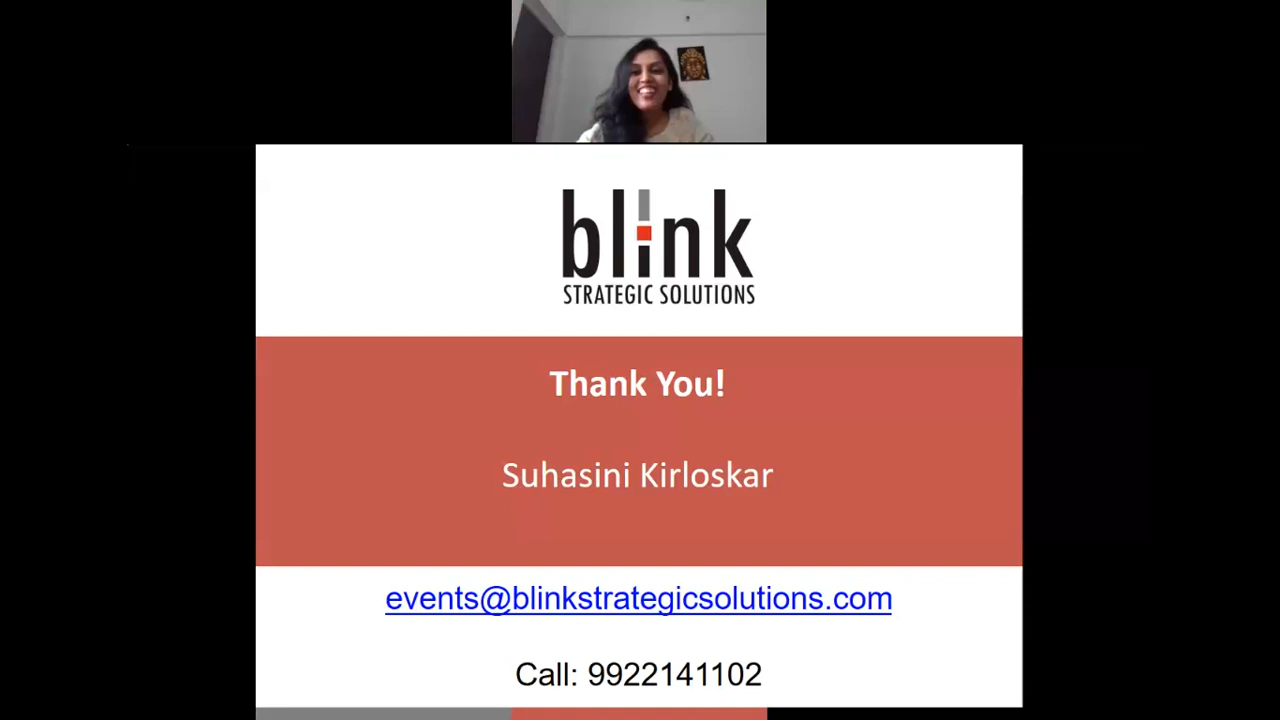 blink
STRATEGIC SOLUTIONS
Thank You!
Suhasini Kirloskar
events@blinkstrategicsolutions.com
Call: 9922141102